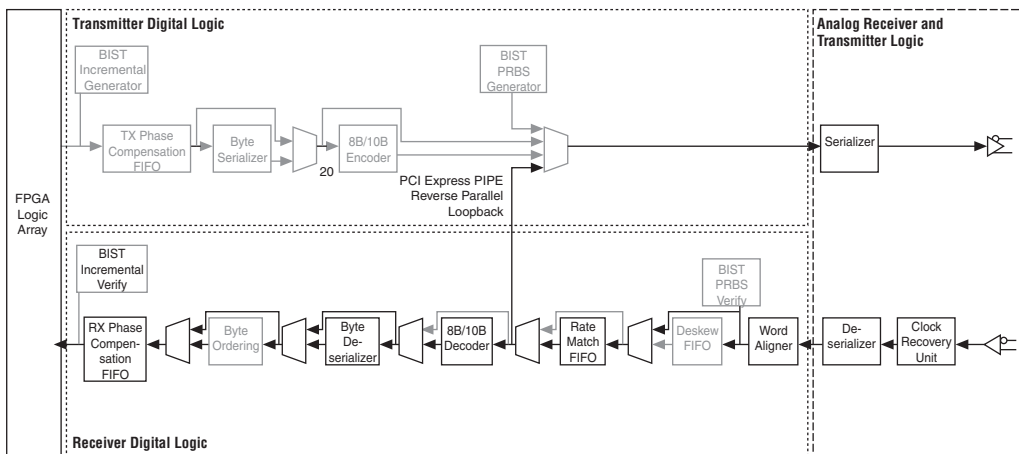 Transmitter Digital Logic
Analog Receiver and
Transmitter Logic
BIST
Incremental
Generator
BIST
PRBS
Generator
TX Phase
Compensation
FIFO
Byte
Serializer
20
8B/10B
Encoder
Serializer
PCI Express PIPE
Reverse Parallel
Loopback
FPGA
Logic
Array
BIST
Incremental
Verify
BIST
PRBS
Verify
RX Phase
Compen-
sation
FIFO
Byte
Ordering
Byte
De-
serializer
8B/10B
Decoder
Rate
Match
FIFO
Deskew
FIFO
Word
Aligner
De-
serializer
Clock
Recovery
Unit
Receiver Digital Logic